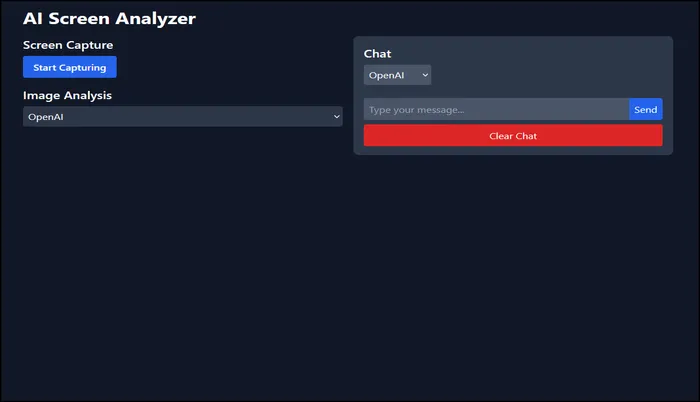 AI Screen Analyzer
Screen Capture
Start Capturing
Image Analysis
OpenAI
Chat
OpenAI
Type your message...
Send
Clear Chat